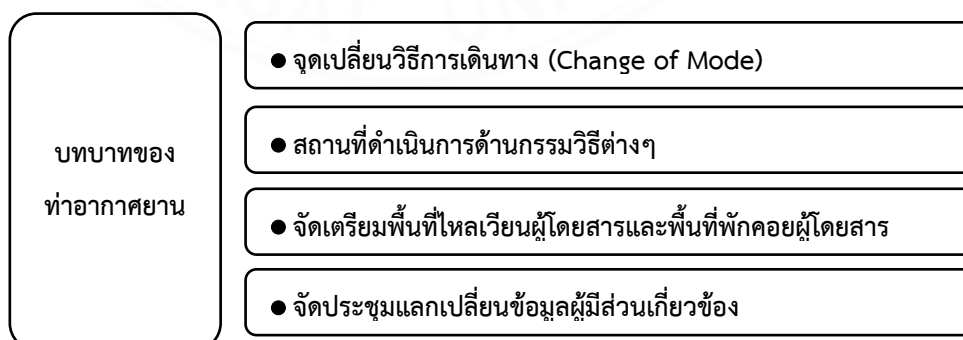 บทบาทของ
ท่าอากาศยาน
● จุดเปลี่ยนวิธีการเดินทาง (Change of Mode)
● สถานที่ดำเนินการด้านกรรมวิธีต่างๆ
● จัดเตรียมพื้นที่ไหลเวียนผู้โดยสารและพื้นที่พักคอยผู้โดยสาร
● จัดประชุมแลกเปลี่ยนข้อมูลผู้มีส่วนเกี่ยวข้อง